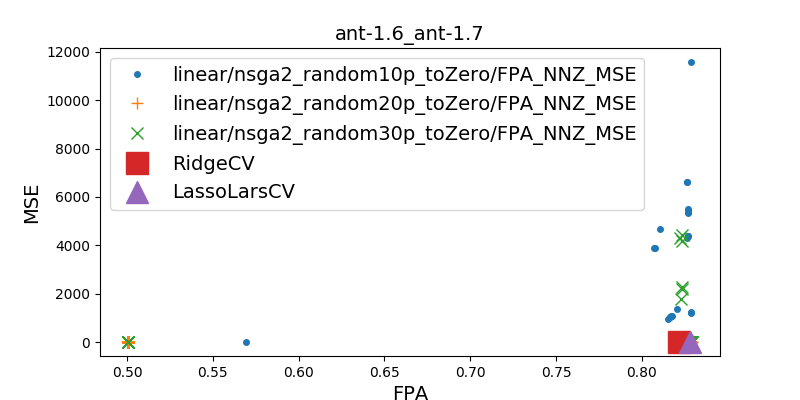 ant-1.6_ant-1.7
12000
10000
8000
6000
4000
2000
0
MSE
linear/nsga2_random10p_toZero/FPA_NNZ_MSE
linear/nsga2_random20p_toZero/FPA_NNZ_MSE
linear/nsga2_random30p_toZero/FPA_NNZ_MSE
RidgeCV
LassoLarsCV
0.50 0.55 0.60 0.65 0.70 0.75 0.80
FPA